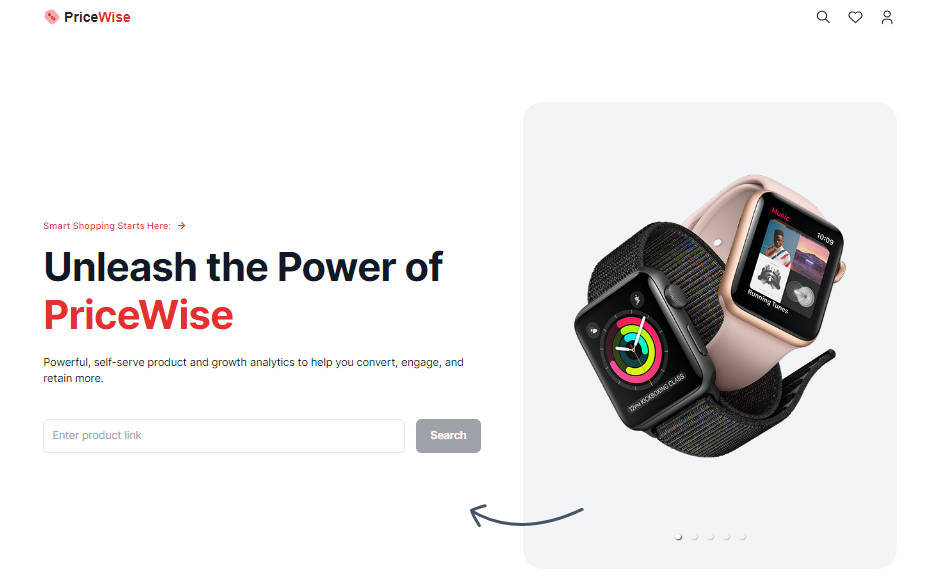 PriceWise
Smart Shopping Starts Here:
Unleash the Power of
PriceWise
Powerful, self-serve product and growth analytics to help you convert, engage, and
retain more.
Enter product link
Search
Music
10:09
Running Tunes
12PM KICKBOXING CLASS